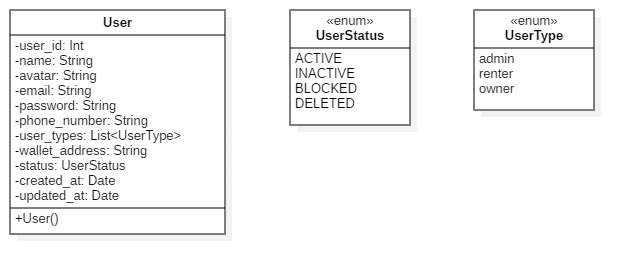 User
-user_id: Int
-name: String
-avatar: String
-email: String
-password: String
-phone_number: String
-user_types: List<UserType>
-wallet_address: String
-status: UserStatus
-created_at: Date
-updated_at: Date
+User()
«enum»
UserStatus
ACTIVE
INACTIVE
BLOCKED
DELETED
«enum»
UserType
admin
renter
owner